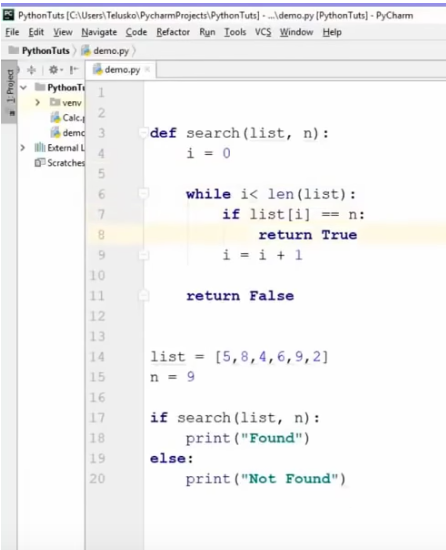 PythonTuts [C:\Users\Telusko\PycharmProjects\PythonTuts] - ...\demo.py [PythonTuts] - PyCharm
File Edit View Navigate Code Refactor Run Tools VCS Window Help
PythonTuts demo.py
1: Project
demo.py
PythonTu
venv
Calc.p
demo
External L
Scratches
1
2
3 def search(list, n):
4 i = 0
5
6 while i< len(list):
7 if list[i] == n:
8 return True
9 i = i + 1
10
11 return False
12
13
14 list = [5,8,4,6,9,2]
15 n = 9
16
17 if search(list, n):
18 print("Found")
19 else:
20 print("Not Found")